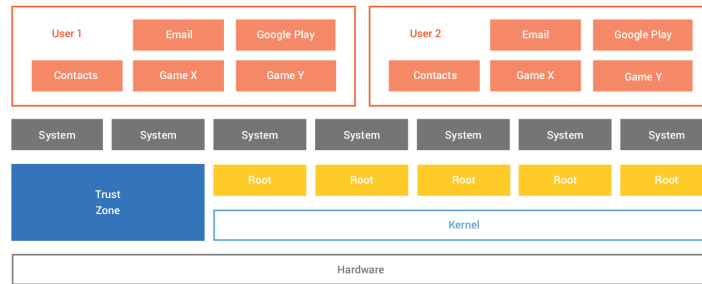 User 1 Email Google Play
Contacts Game X Game Y
User 2 Email Google Play
Contacts Game X Game Y
System System System System System System System
Trust
Zone
Root Root Root Root Root
Kernel
Hardware